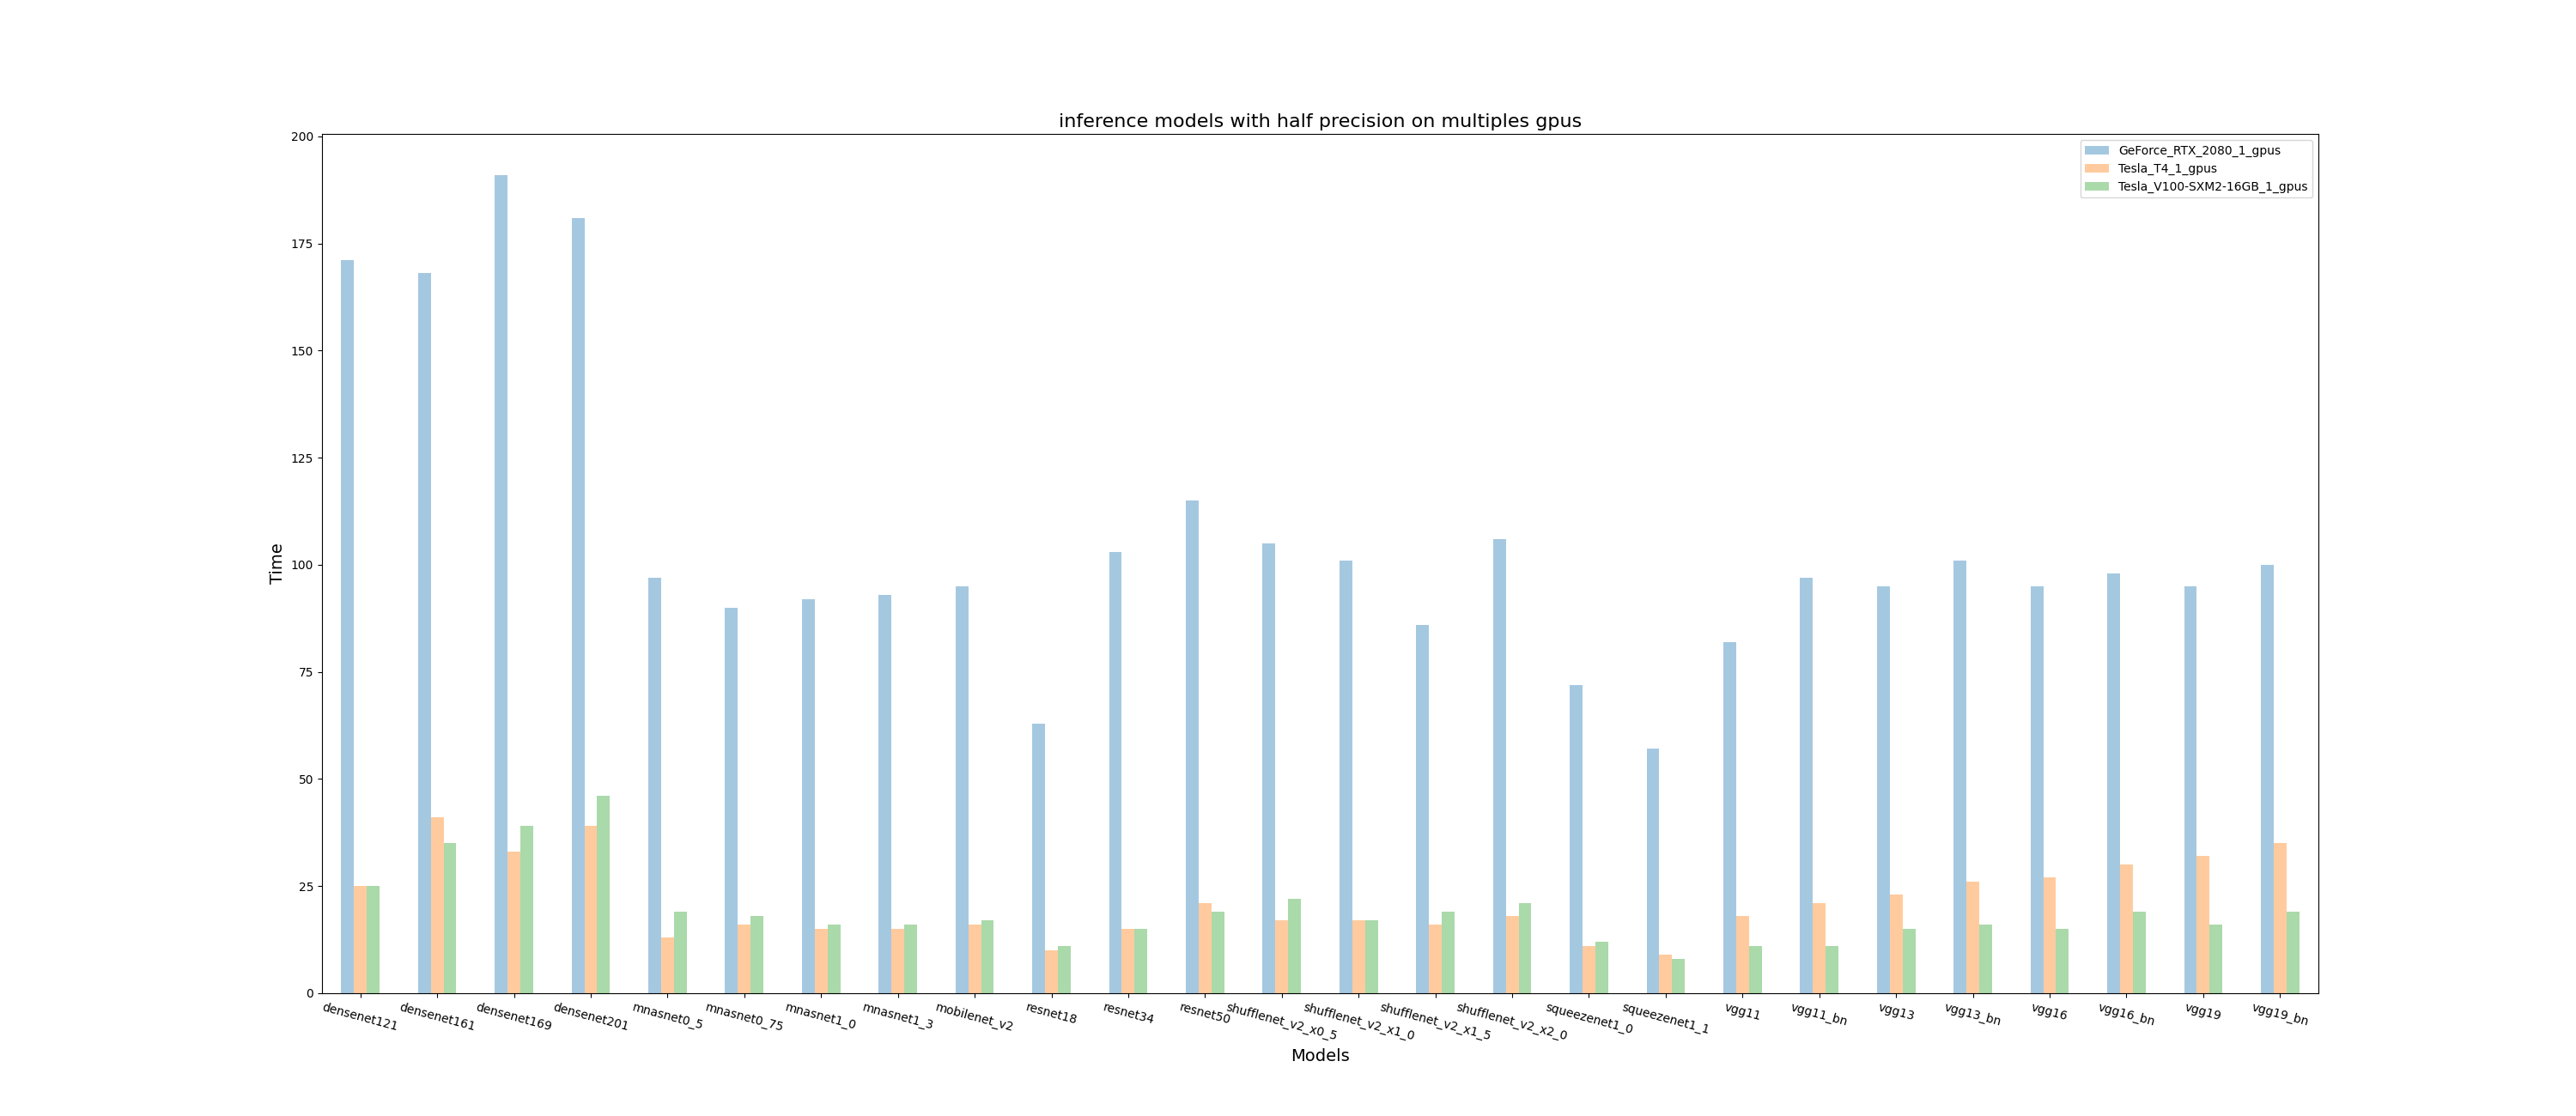 inference models with half precision on multiples gpus
GeForce_RTX_2080_1_gpus
Tesla_T4_1_gpus
Tesla_V100-SXM2-16GB_1_gpus
200
175
150
125
100
75
50
25
0
Time
densenet121
densenet161
densenet169
densenet201
mnasnet0_5
mnasnet0_75
mnasnet1_0
mnasnet1_3
mobilenet_v2
resnet18
resnet34
resnet50
shufflenet_v2_x0_5
shufflenet_v2_x1_0
shufflenet_v2_x1_5
shufflenet_v2_x2_0
squeezenet1_0
squeezenet1_1
vgg11
vgg11_bn
vgg13
vgg13_bn
vgg16
vgg16_bn
vgg19
vgg19_bn
Models